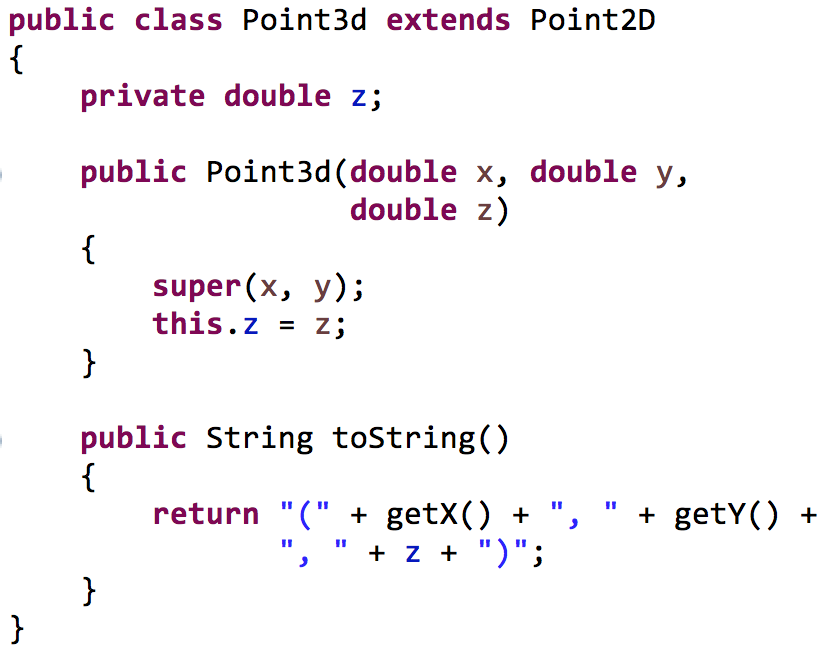 public class Point3d extends Point2D
{
    private double z;

    public Point3d(double x, double y,
                   double z)
    {
        super(x, y);
        this.z = z;
    }

    public String toString()
    {
        return "(" + getX() + ", " + getY() +
               ", " + z + ")";
    }
}